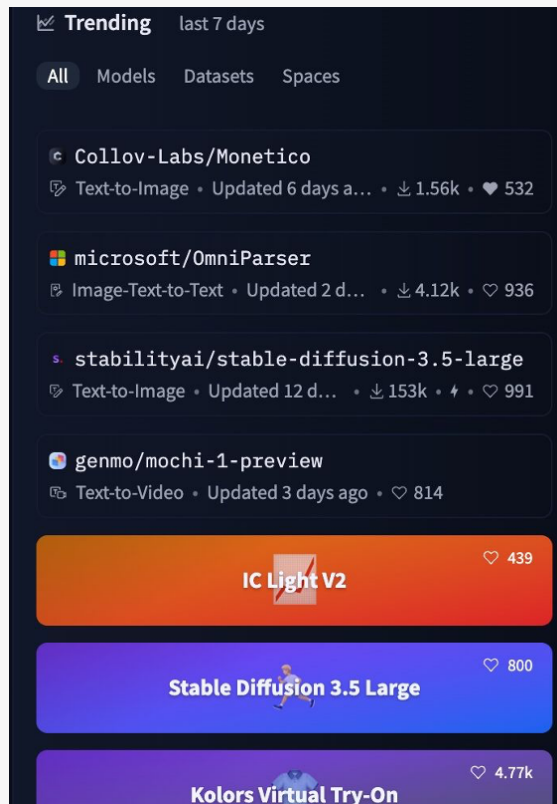 Trending last 7 days
All Models Datasets Spaces
Collov-Labs/Monetico
Text-to-Image • Updated 6 days a... • 1.56k • 532
microsoft/OmniParser
Image-Text-to-Text • Updated 2 d... • 4.12k • 936
stabilityai/stable-diffusion-3.5-large
Text-to-Image • Updated 12 d... • 153k • • 991
genmo/mochi-1-preview
Text-to-Video • Updated 3 days ago • 814
439
IC Light V2
800
Stable Diffusion 3.5 Large
4.77k
Kolors Virtual Try-On